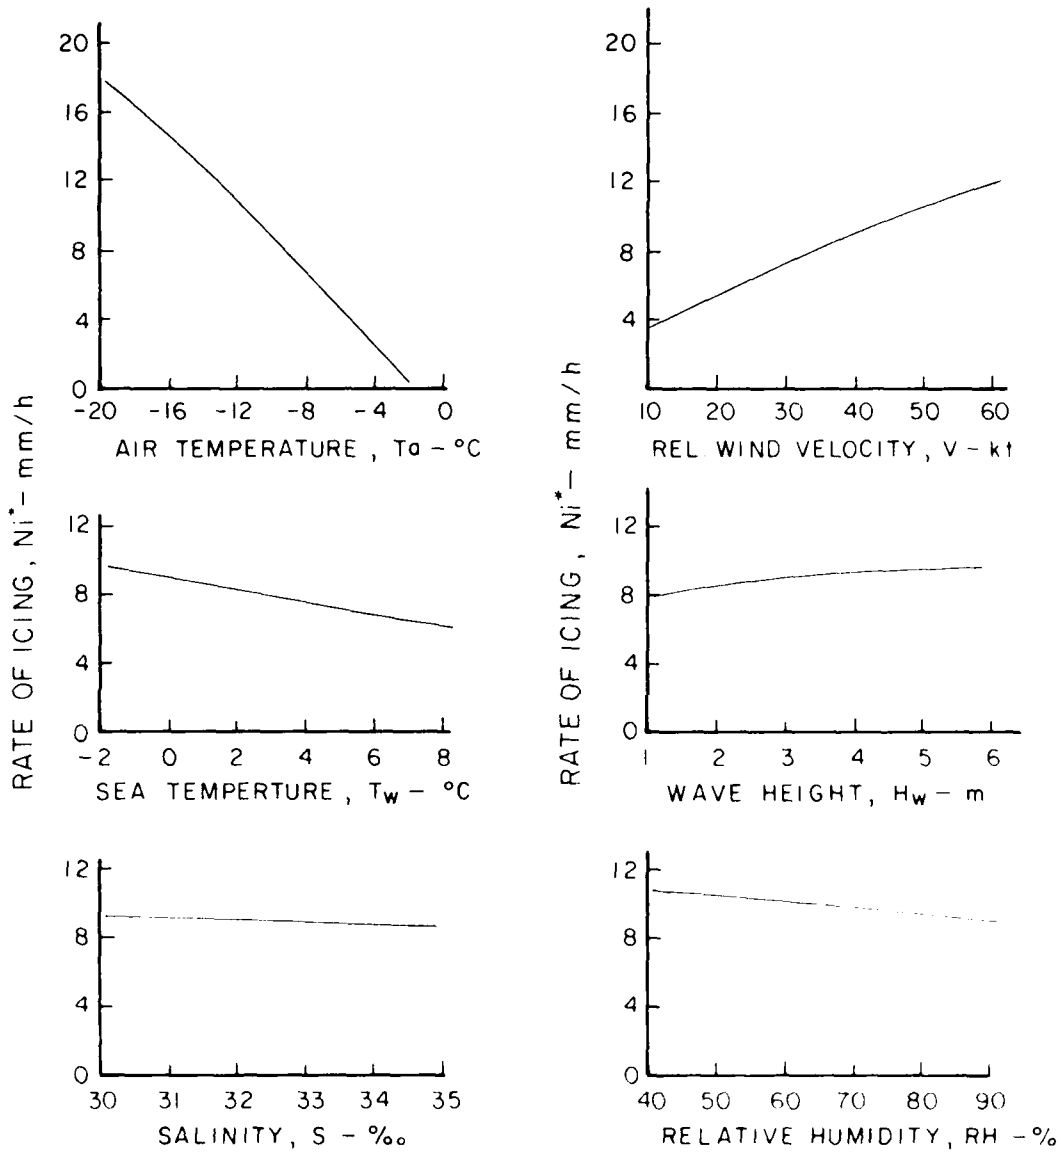 20
16
12
8
4
0
-20 -16 -12 -8 -4 0
AIR TEMPERATURE, Ta - °C
20
16
12
8
4
10 20 30 40 50 60
REL. WIND VELOCITY, V - kt
RATE OF ICING, Ni* - mm/h
12
8
4
0
-2 0 2 4 6 8
SEA TEMPERTURE, Tw - °C
RATE OF ICING, Ni* - mm/h
12
8
4
0
1 2 3 4 5 6
WAVE HEIGHT, Hw - m
12
8
4
0
30 31 32 33 34 35
SALINITY, S - ‰
12
8
4
0
40 50 60 70 80 90
RELATIVE HUMIDITY, RH - %